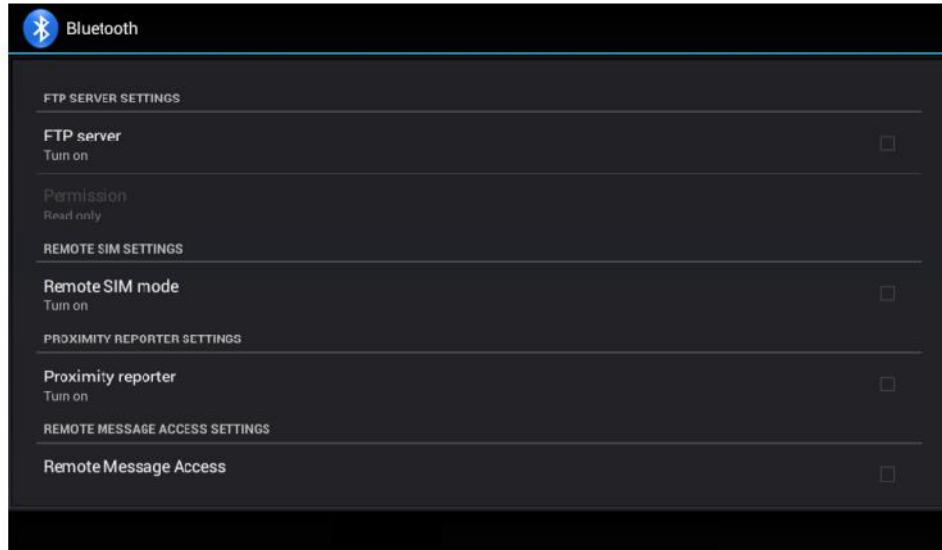 Bluetooth
FTP SERVER SETTINGS
FTP server
Turn on
Permission
Read only
REMOTE SIM SETTINGS
Remote SIM mode
Turn on
PROXIMITY REPORTER SETTINGS
Proximity reporter
Turn on
REMOTE MESSAGE ACCESS SETTINGS
Remote Message Access